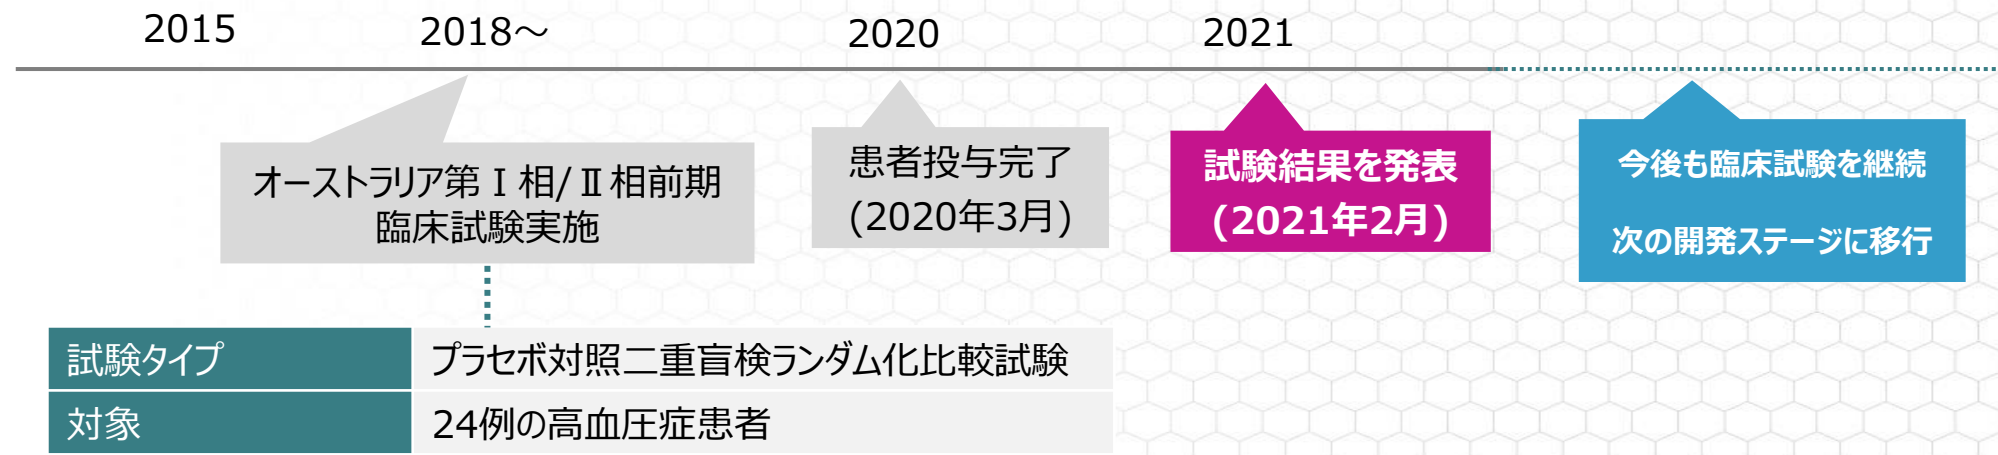 2015 2018～ 2020 2021
オーストラリア第Ⅰ相/Ⅱ相前期
臨床試験実施
患者投与完了
(2020年3月)
試験結果を発表
(2021年2月)
今後も臨床試験を継続
次の開発ステージに移行
試験タイプ プラセボ対照二重盲検ランダム化比較試験
対象 24例の高血圧症患者